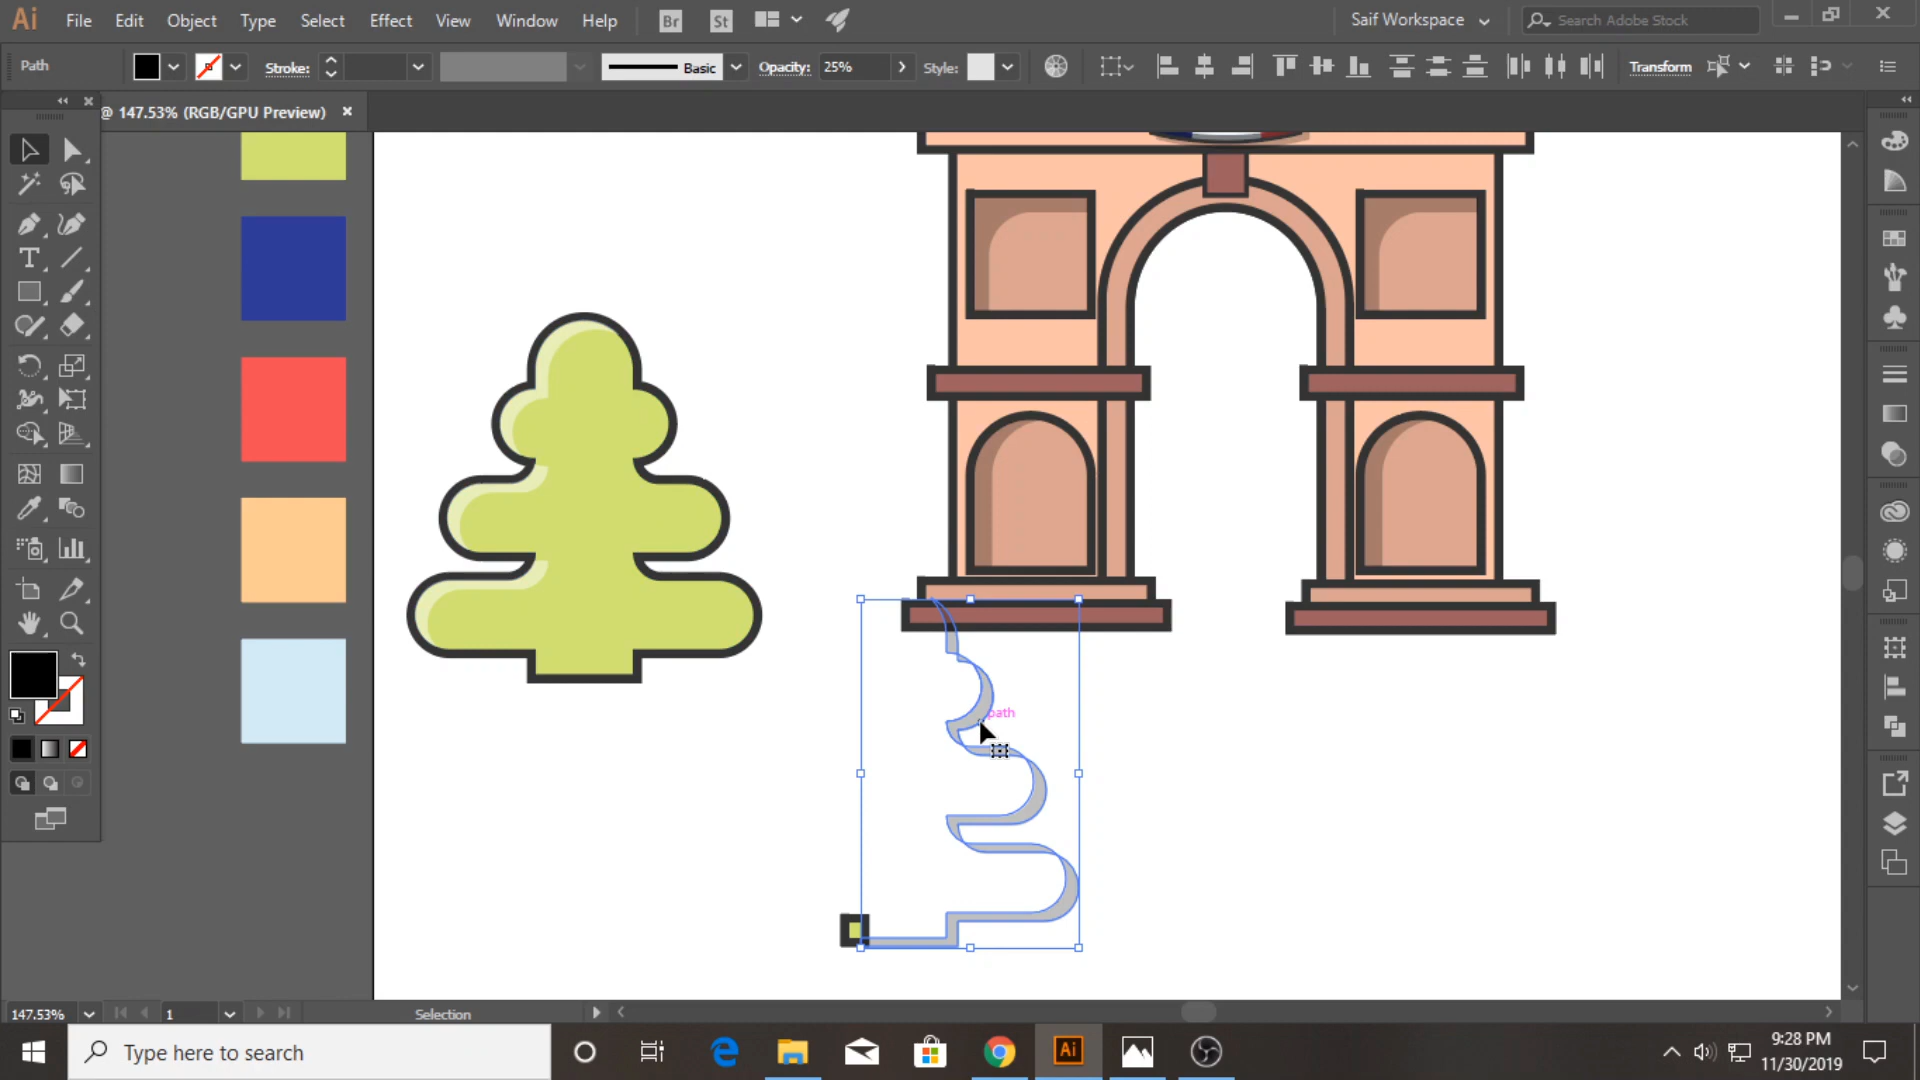 Ai File Edit Object Type Select Effect View Window Help Br St Saif Workspace Search Adobe Stock
Path Stroke: Basic Opacity: 25% Style: Transform
@ 147.53% (RGB/GPU Preview)
path
147.53% 1 Selection
Type here to search Ai
9:28 PM
11/30/2019